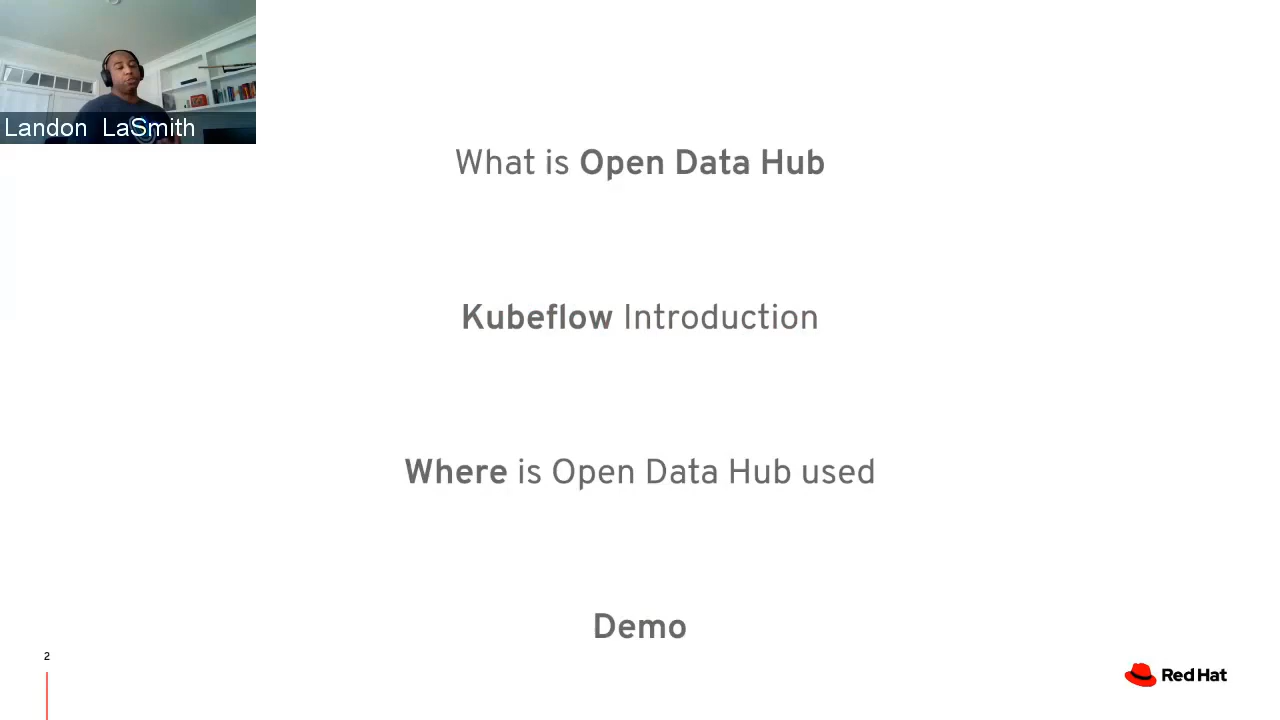 Landon LaSmith
What is Open Data Hub
Kubeflow Introduction
Where is Open Data Hub used
Demo
2
Red Hat